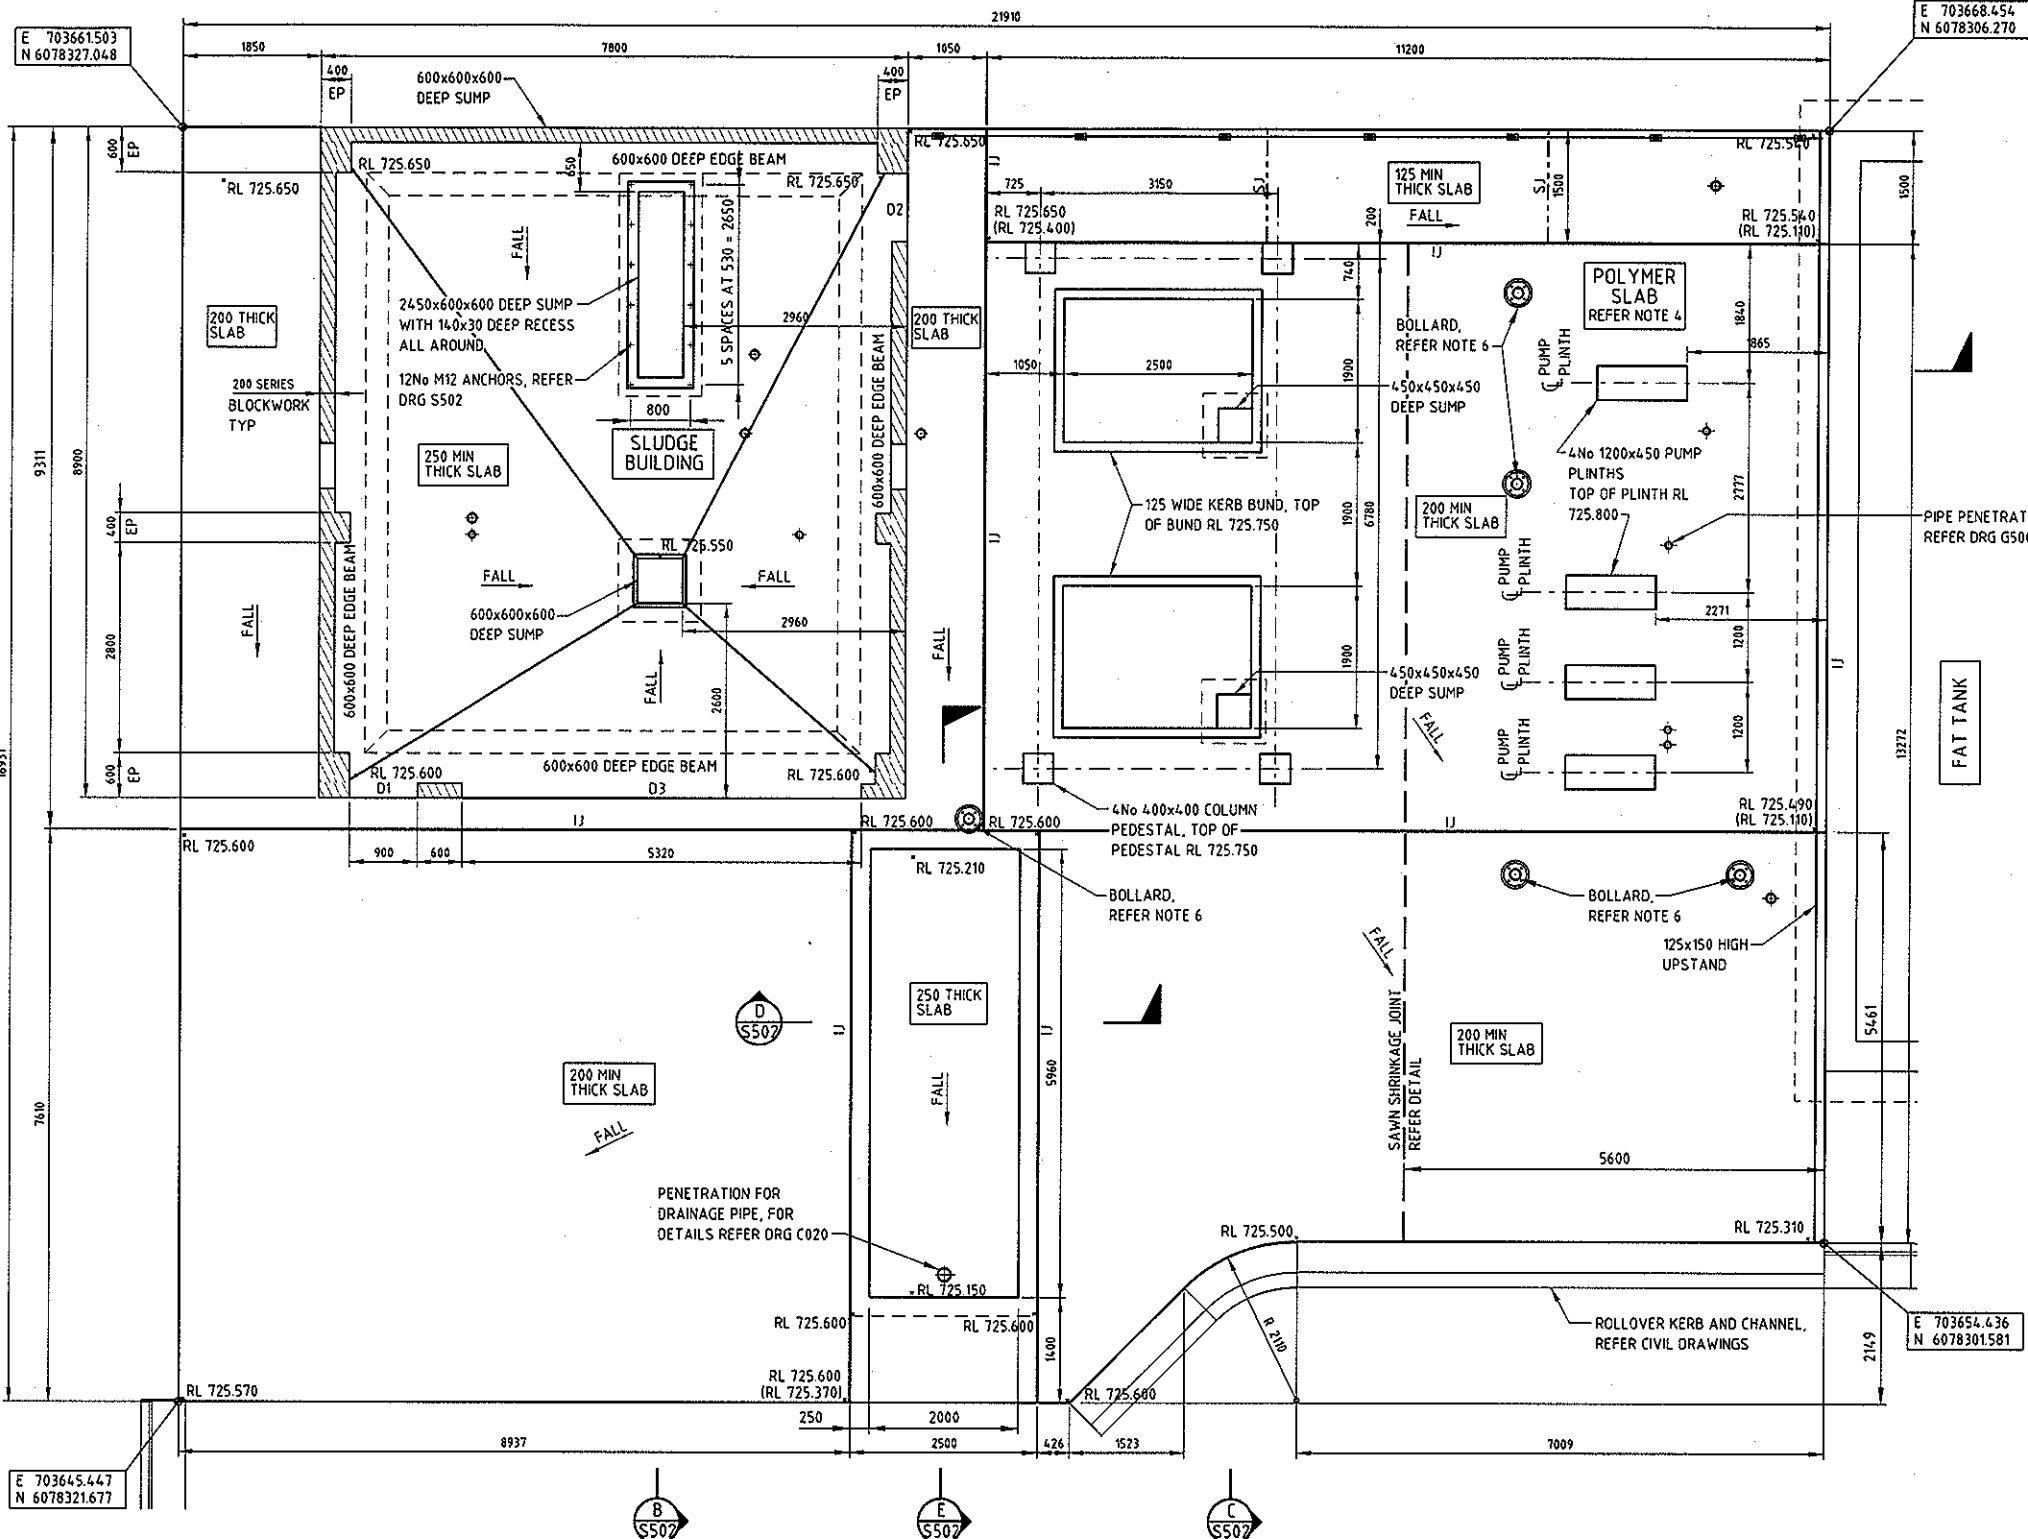 21910
E 703661.503
N 6078327.048
E 703668.454
N 6078306.270
1850
7800
1050
11200
400
EP
600x600x600
DEEP SUMP
400
EP
600
EP
RL 725.650
RL 725.650
650
600x600 DEEP EDGE BEAM
RL 725.650
D2
RL 725.650
IJ
725
3150
SJ
125 MIN
THICK SLAB
SJ
1500
RL 725.540
1500
RL 725.650
(RL 725.400)
FALL
200
RL 725.540
(RL 725.110)
IJ
FALL
5 SPACES AT 530 = 2650
740
POLYMER
SLAB
REFER NOTE 4
1840
2450x600x600 DEEP SUMP
WITH 140x30 DEEP RECESS
ALL AROUND
2960
200 THICK
SLAB
200 THICK
SLAB
BOLLARD,
REFER NOTE 6
PUMP
PLINTH
1865
12No M12 ANCHORS, REFER
DRG S502
200 SERIES
BLOCKWORK
TYP
800
1050
2500
1900
450x450x450
DEEP SUMP
SLUDGE
BUILDING
250 MIN
THICK SLAB
600x600 DEEP EDGE BEAM
9311
8900
4No 1200x450 PUMP
PLINTHS
TOP OF PLINTH RL
725.800
2777
125 WIDE KERB BUND, TOP
OF BUND RL 725.750
1900
6780
200 MIN
THICK SLAB
PIPE PENETRAT
REFER DRG G50
400
EP
RL 725.550
IJ
FALL
FALL
PUMP
PLINTH
600x600x600
DEEP SUMP
2960
2271
1200
FALL
FALL
2800
600x600 DEEP EDGE BEAM
FALL
2600
1900
450x450x450
DEEP SUMP
PUMP
PLINTH
IJ
FAT TANK
FALL
PUMP
PLINTH
1200
13272
600
EP
RL 725.600
D1
600x600 DEEP EDGE BEAM
D3
RL 725.600
4No 400x400 COLUMN
PEDESTAL, TOP OF
PEDESTAL RL 725.750
RL 725.490
(RL 725.110)
IJ
RL 725.600
RL 725.600
IJ
RL 725.600
900
600
5320
RL 725.210
BOLLARD,
REFER NOTE 6
BOLLARD,
REFER NOTE 6
125x150 HIGH
UPSTAND
FALL
D
S502
IJ
250 THICK
SLAB
IJ
5461
SAWN SHRINKAGE JOINT
REFER DETAIL
200 MIN
THICK SLAB
200 MIN
THICK SLAB
5960
FALL
7610
FALL
5600
PENETRATION FOR
DRAINAGE PIPE, FOR
DETAILS REFER DRG C020
RL 725.500
RL 725.310
RL 725.150
RL 725.600
RL 725.600
R 2110
1400
ROLLOVER KERB AND CHANNEL,
REFER CIVIL DRAWINGS
2149
E 703654.436
N 6078301.581
RL 725.600
(RL 725.370)
RL 725.570
RL 725.600
250
2000
8937
2500
426
1523
7009
E 703645.447
N 6078321.677
B
S502
E
S502
C
S502